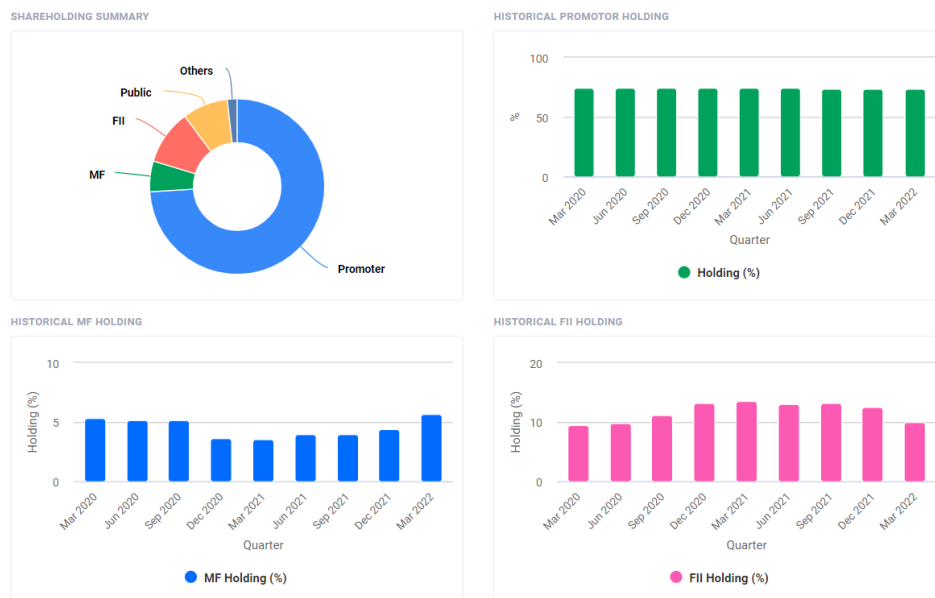 SHAREHOLDING SUMMARY
Others
Public
FII
MF
Promoter
HISTORICAL PROMOTOR HOLDING
100
50
0
%
Mar 2020
Jun 2020
Sep 2020
Dec 2020
Mar 2021
Jun 2021
Sep 2021
Dec 2021
Mar 2022
Quarter
Holding (%)
HISTORICAL MF HOLDING
10
5
0
Holding (%)
Mar 2020
Jun 2020
Sep 2020
Dec 2020
Mar 2021
Jun 2021
Sep 2021
Dec 2021
Mar 2022
Quarter
MF Holding (%)
HISTORICAL FII HOLDING
20
10
0
Holding (%)
Mar 2020
Jun 2020
Sep 2020
Dec 2020
Mar 2021
Jun 2021
Sep 2021
Dec 2021
Mar 2022
Quarter
FII Holding (%)